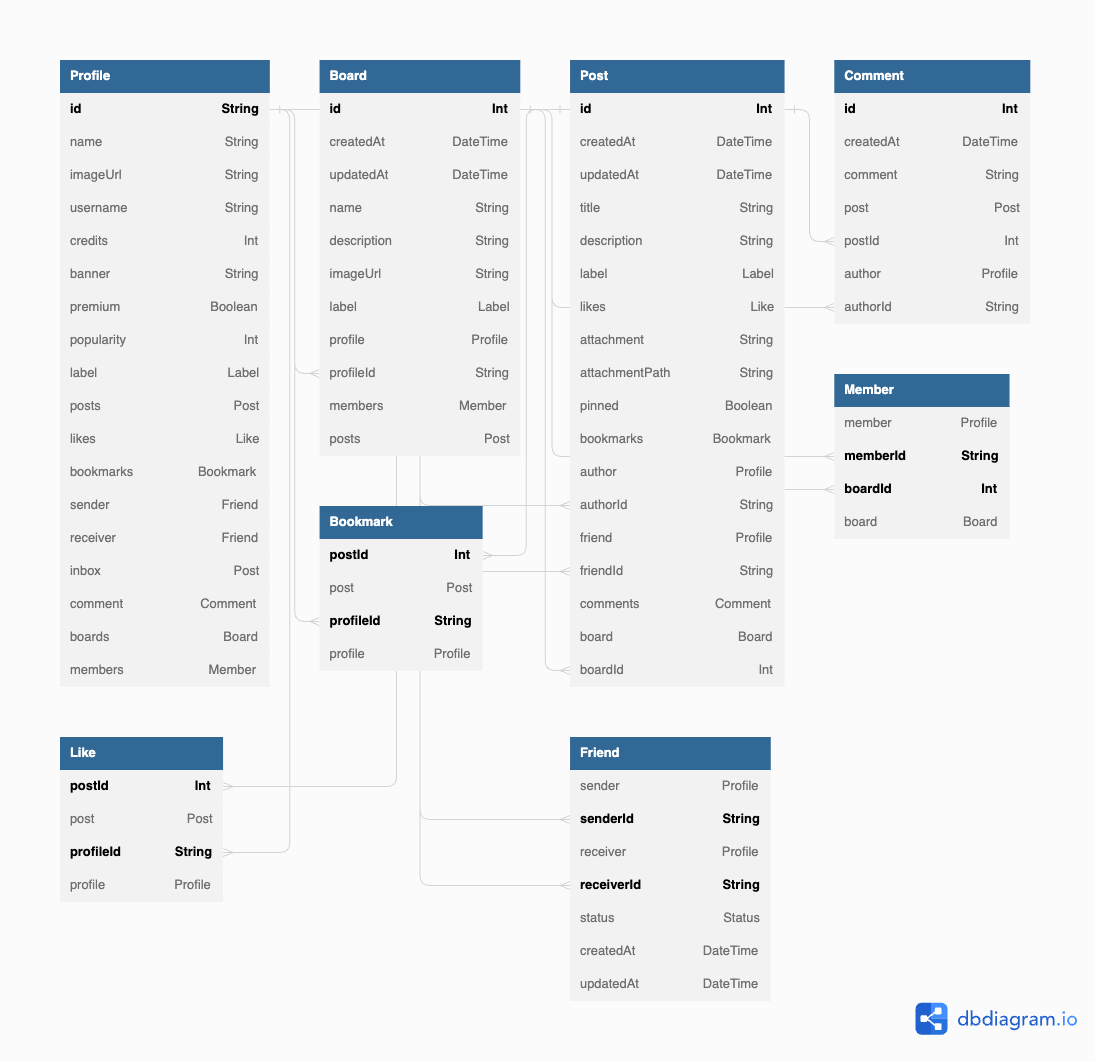 Profile
id String
name String
imageUrl String
username String
credits Int
banner String
premium Boolean
popularity Int
label Label
posts Post
likes Like
bookmarks Bookmark
sender Friend
receiver Friend
inbox Post
comment Comment
boards Board
members Member
Board
id Int
createdAt DateTime
updatedAt DateTime
name String
description String
imageUrl String
label Label
profile Profile
profileId String
members Member
posts Post
Post
id Int
createdAt DateTime
updatedAt DateTime
title String
description String
label Label
likes Like
attachment String
attachmentPath String
pinned Boolean
bookmarks Bookmark
author Profile
authorId String
friend Profile
friendId String
comments Comment
board Board
boardId Int
Comment
id Int
createdAt DateTime
comment String
post Post
postId Int
author Profile
authorId String
Member
member Profile
memberId String
boardId Int
board Board
Bookmark
postId Int
post Post
profileId String
profile Profile
Like
postId Int
post Post
profileId String
profile Profile
Friend
sender Profile
senderId String
receiver Profile
receiverId String
status Status
createdAt DateTime
updatedAt DateTime
dbdiagram.io